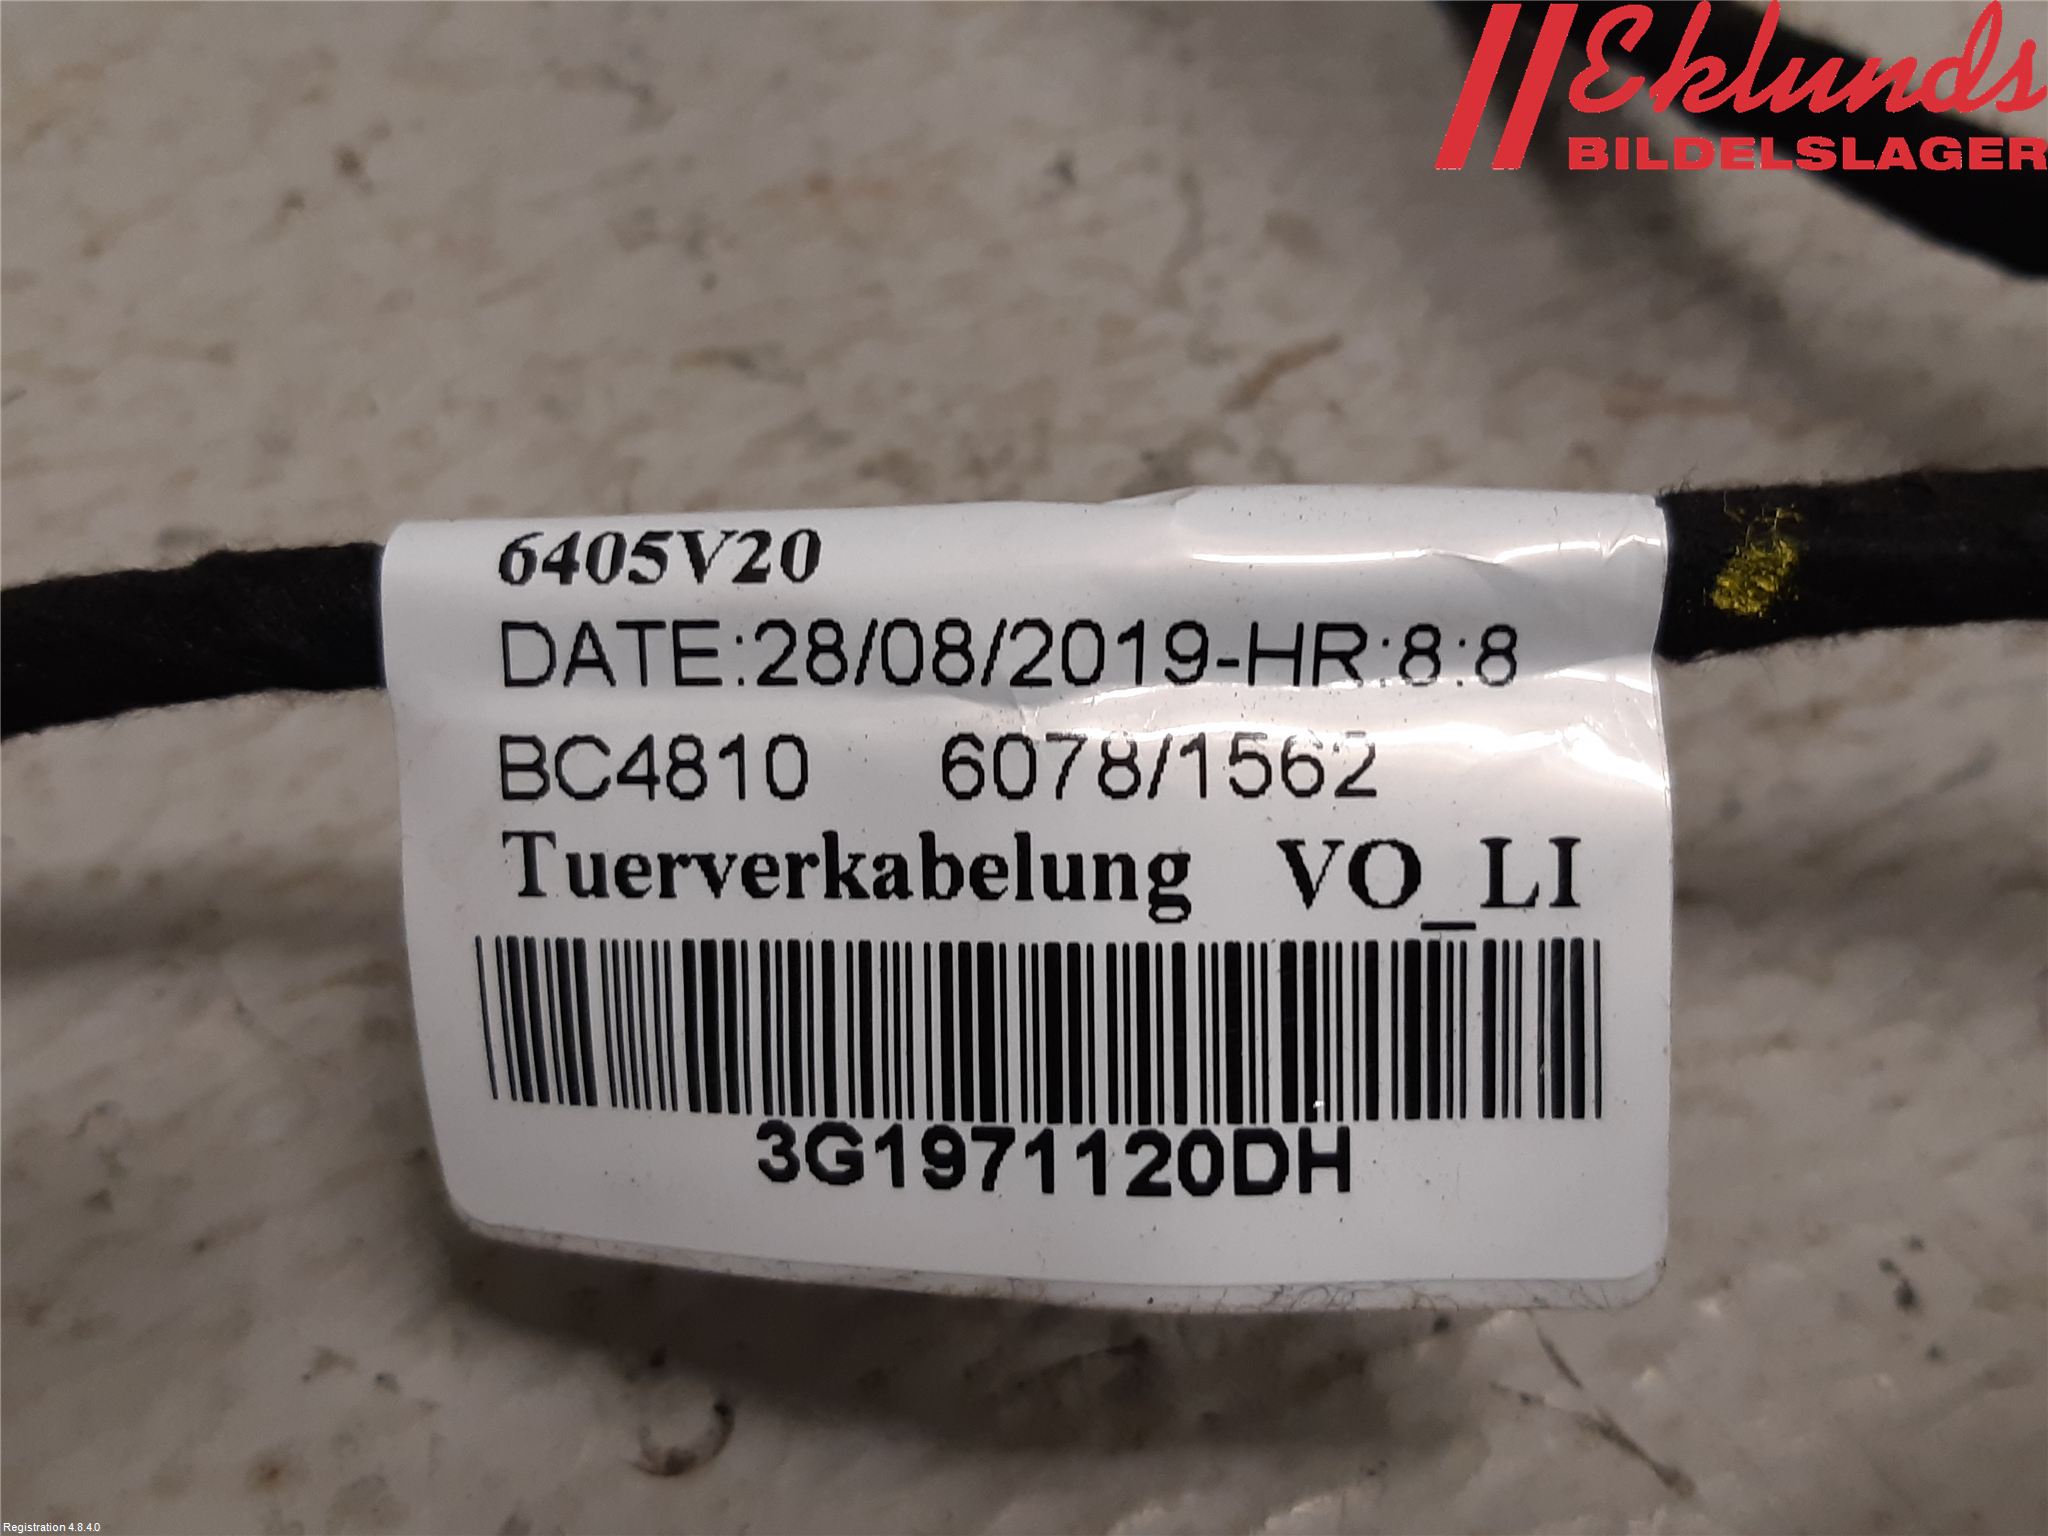 Eklunds
BILDELSLAGER
6405V20
DATE:28/08/2019-HR:8:8
BC4810 6078/1562
Tuerverkabelung VO_LI
3G1971120DH
Registration 4.8.4.0